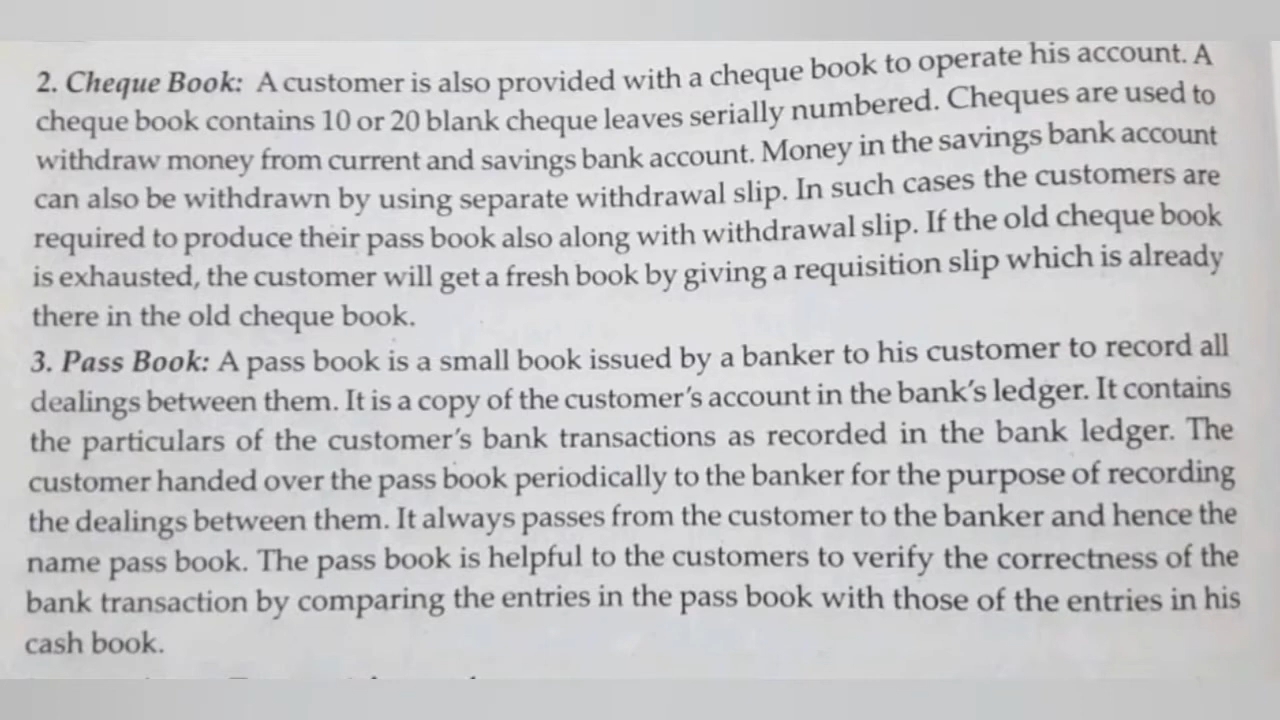 2. Cheque Book: A customer is also provided with a cheque book to operate his account. A
cheque book contains 10 or 20 blank cheque leaves serially numbered. Cheques are used to
withdraw money from current and savings bank account. Money in the savings bank account
can also be withdrawn by using separate withdrawal slip. In such cases the customers are
required to produce their pass book also along with withdrawal slip. If the old cheque book
is exhausted, the customer will get a fresh book by giving a requisition slip which is already
there in the old cheque book.
3. Pass Book: A pass book is a small book issued by a banker to his customer to record all
dealings between them. It is a copy of the customer's account in the bank's ledger. It contains
the particulars of the customer's bank transactions as recorded in the bank ledger. The
customer handed over the pass book periodically to the banker for the purpose of recording
the dealings between them. It always passes from the customer to the banker and hence the
name pass book. The pass book is helpful to the customers to verify the correctness of the
bank transaction by comparing the entries in the pass book with those of the entries in his
cash book.